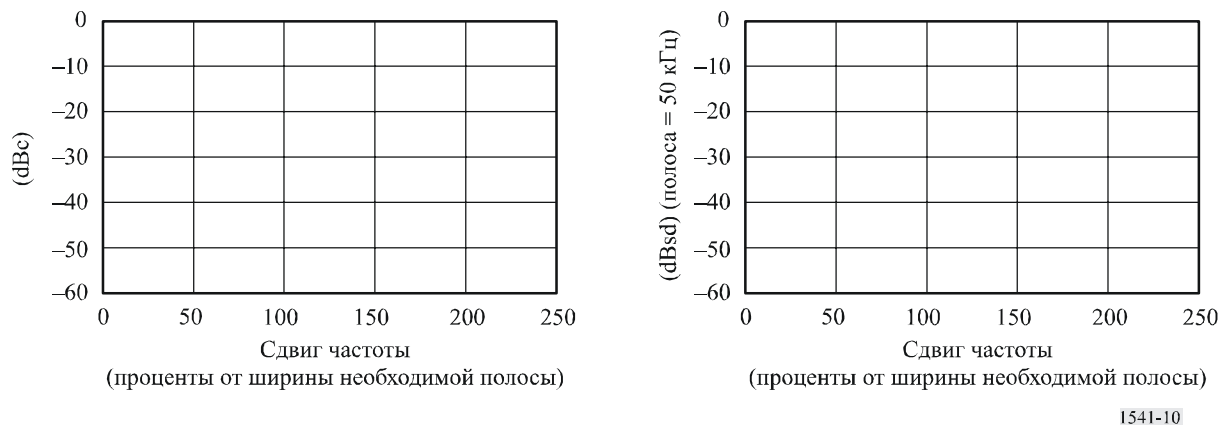 0
–10
–20
–30
–40
–50
–60
(dBc)
0 50 100 150 200 250
Сдвиг частоты
(проценты от ширины необходимой полосы)
0
–10
–20
–30
–40
–50
–60
(dBsd) (полоса = 50 кГц)
0 50 100 150 200 250
Сдвиг частоты
(проценты от ширины необходимой полосы)
1541-10